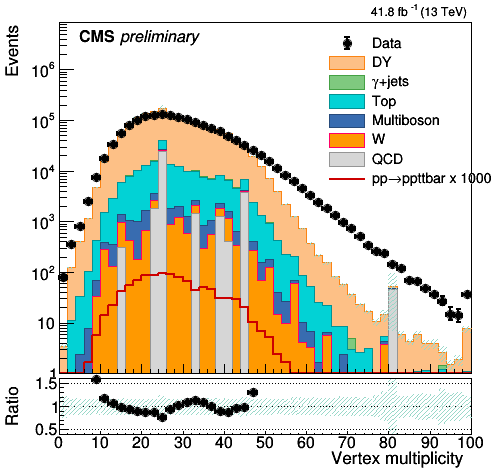 41.8 fb⁻¹ (13 TeV)
CMS preliminary
Events
Data
DY
γ+jets
Top
Multiboson
W
QCD
pp→ppttbar x 1000
10⁶
10⁵
10⁴
10³
10²
10
1
Ratio
1.5
1
0.5
0 10 20 30 40 50 60 70 80 90 100
Vertex multiplicity